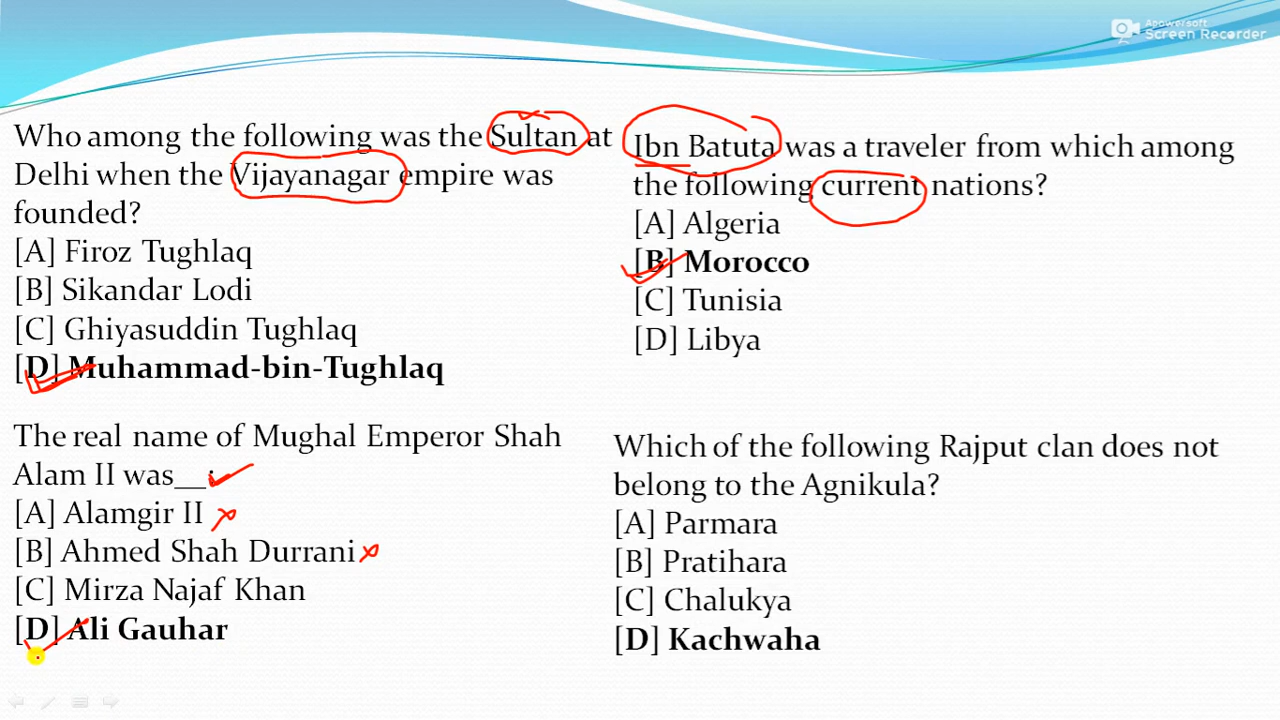 Apowersoft
Screen Recorder
Who among the following was the Sultan at
Delhi when the Vijayanagar empire was
founded?
[A] Firoz Tughlaq
[B] Sikandar Lodi
[C] Ghiyasuddin Tughlaq
[D] Muhammad-bin-Tughlaq
Ibn Batuta was a traveler from which among
the following current nations?
[A] Algeria
[B] Morocco
[C] Tunisia
[D] Libya
The real name of Mughal Emperor Shah
Alam II was__:
[A] Alamgir II
[B] Ahmed Shah Durrani
[C] Mirza Najaf Khan
[D] Ali Gauhar
Which of the following Rajput clan does not
belong to the Agnikula?
[A] Parmara
[B] Pratihara
[C] Chalukya
[D] Kachwaha